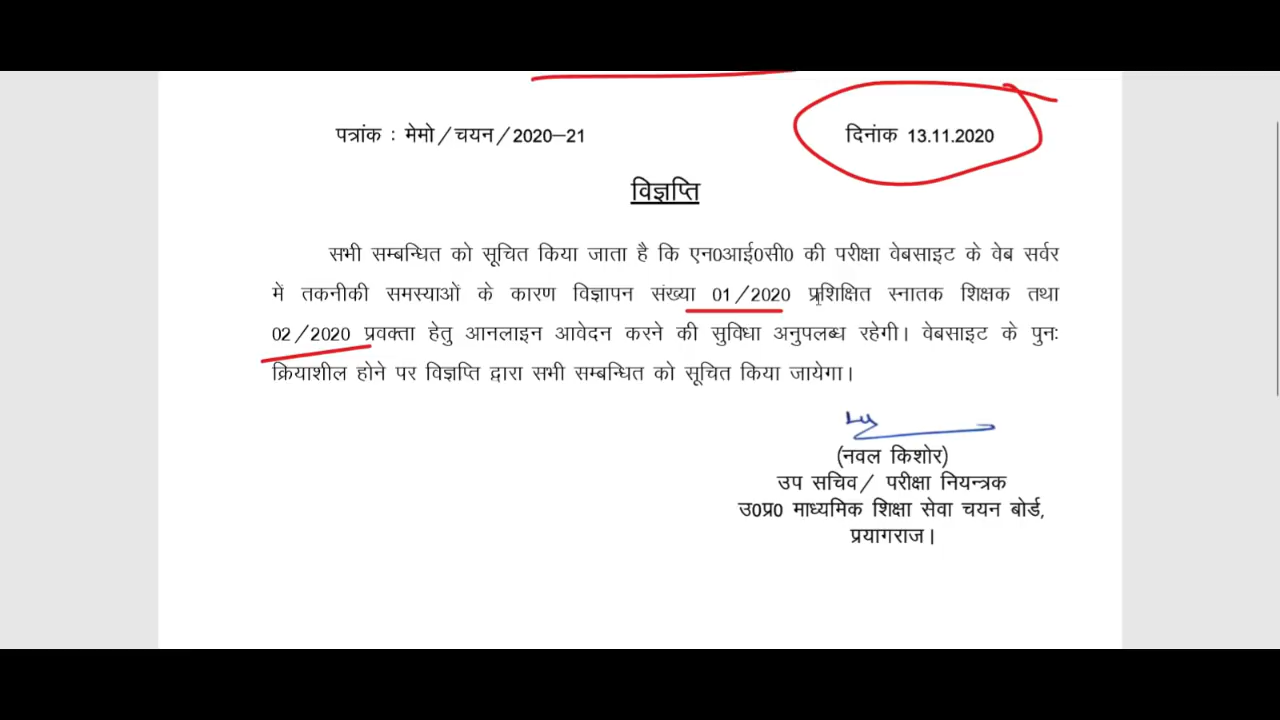 पत्रांक : मेमो/चयन/2020–21 दिनांक 13.11.2020
विज्ञप्ति
सभी सम्बन्धित को सूचित किया जाता है कि एन0आई0सी0 की परीक्षा वेबसाइट के वेब सर्वर
में तकनीकी समस्याओं के कारण विज्ञापन संख्या 01/2020 प्रशिक्षित स्नातक शिक्षक तथा
02/2020 प्रवक्ता हेतु आनलाइन आवेदन करने की सुविधा अनुपलब्ध रहेगी। वेबसाइट के पुनः
क्रियाशील होने पर विज्ञप्ति द्वारा सभी सम्बन्धित को सूचित किया जायेगा।
(नवल किशोर)
उप सचिव/ परीक्षा नियन्त्रक
उ0प्र0 माध्यमिक शिक्षा सेवा चयन बोर्ड,
प्रयागराज।